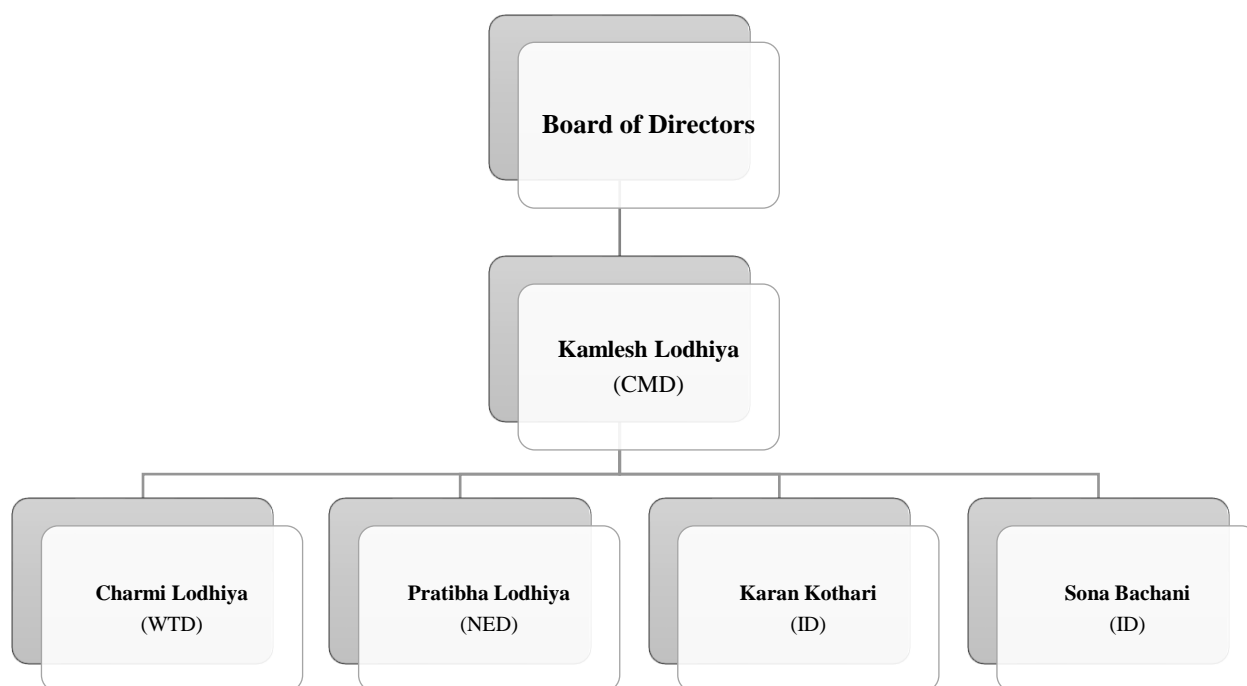 Board of Directors
Kamlesh Lodhiya
(CMD)
Charmi Lodhiya
(WTD)
Pratibha Lodhiya
(NED)
Karan Kothari
(ID)
Sona Bachani
(ID)